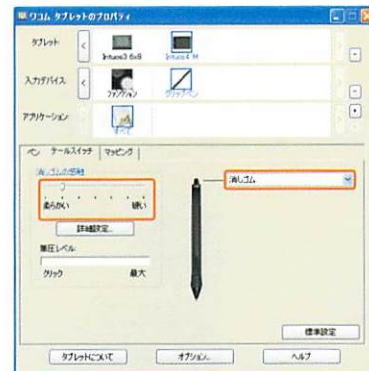 ワコム タブレットのプロパティ
タブレット:
Intuos3 6x8
Intuos4 M
入力デバイス:
ファンクション
グリップペン
アプリケーション:
すべて
ペン テールスイッチ マッピング
消しゴムの感触
柔らかい 硬い
詳細設定...
筆圧レベル:
クリック 最大
消しゴム
標準設定
タブレットについて オプション... ヘルプ